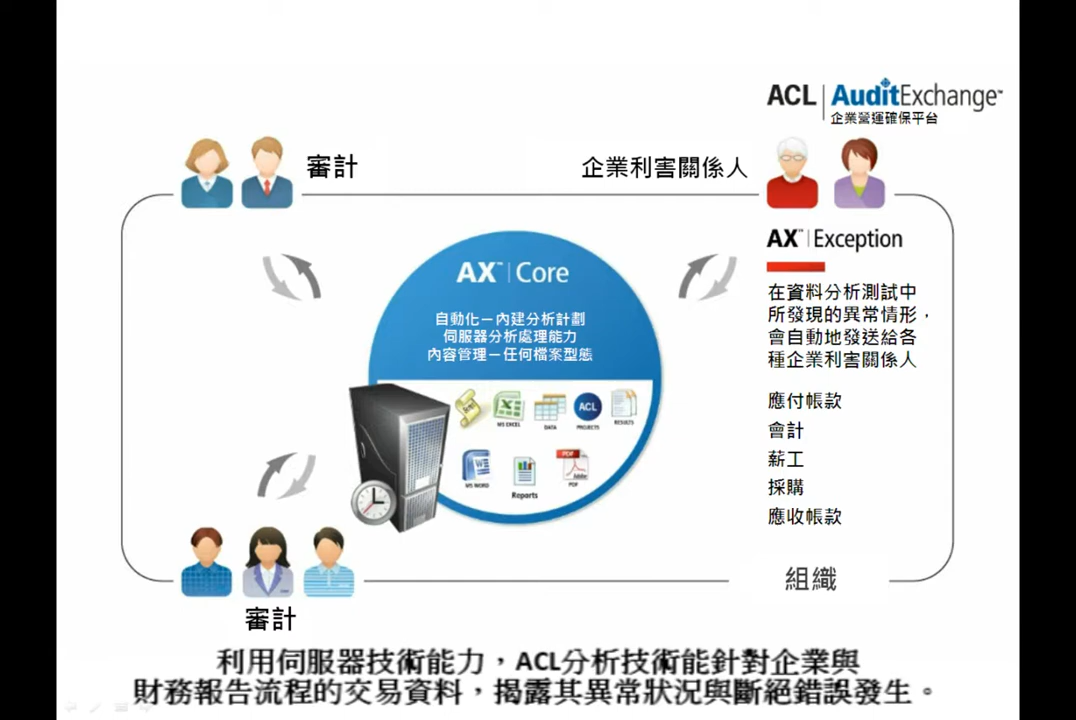 ACL | AuditExchange™
企業營運確保平台
審計
企業利害關係人
AX™ | Exception
AX™ | Core
在資料分析測試中
所發現的異常情形，
會自動地發送給各
種企業利害關係人
自動化－內建分析計劃
伺服器分析處理能力
內容管理－任何檔案型態
應付帳款
會計
薪工
採購
應收帳款
Script
MS EXCEL
DATA
ACL
PROJECTS
RESULTS
MS WORD
Reports
PDF
Adobe
PDF
組織
審計
利用伺服器技術能力，ACL分析技術能針對企業與
財務報告流程的交易資料，揭露其異常狀況與斷絕錯誤發生。